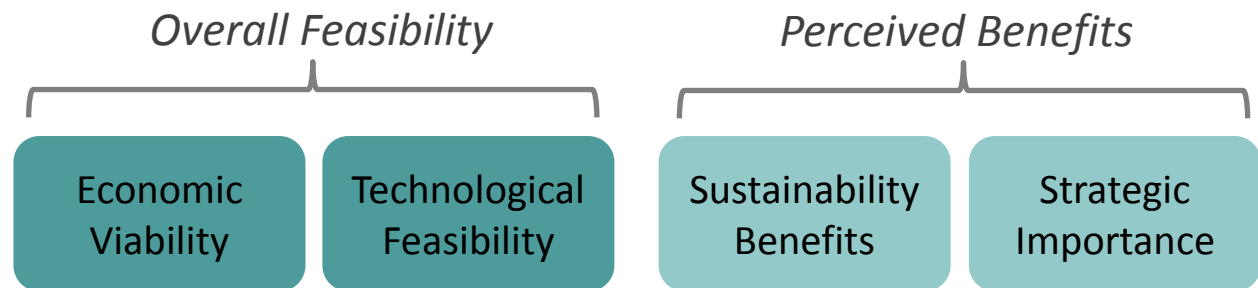 Overall Feasibility
Perceived Benefits
Economic
Viability
Technological
Feasibility
Sustainability
Benefits
Strategic
Importance